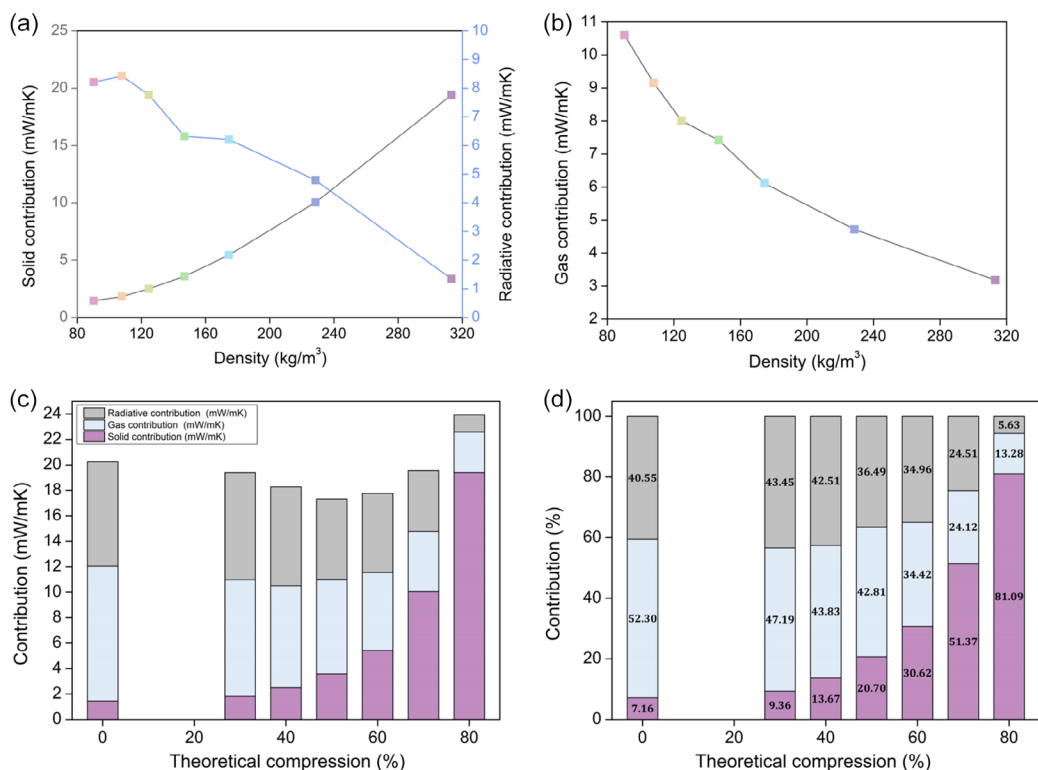 (a)
25
20
15
10
5
0
Solid contribution (mW/mK)
10
9
8
7
6
5
4
3
2
1
0
Radiative contribution (mW/mK)
80 120 160 200 240 280 320
Density (kg/m³)
(b)
11
10
9
8
7
6
5
4
3
2
Gas contribution (mW/mK)
80 120 160 200 240 280 320
Density (kg/m³)
(c)
Radiative contribution (mW/mK)
Gas contribution (mW/mK)
Solid contribution (mW/mK)
24
22
20
18
16
14
12
10
8
6
4
2
0
Contribution (mW/mK)
0 20 40 60 80
Theoretical compression (%)
(d)
100
80
60
40
20
0
Contribution (%)
40.55 43.45 42.51 36.49 34.96 24.51 5.63
52.30 47.19 43.83 42.81 34.42 24.12 13.28
7.16 9.36 13.67 20.70 30.62 51.37 81.09
0 20 40 60 80
Theoretical compression (%)